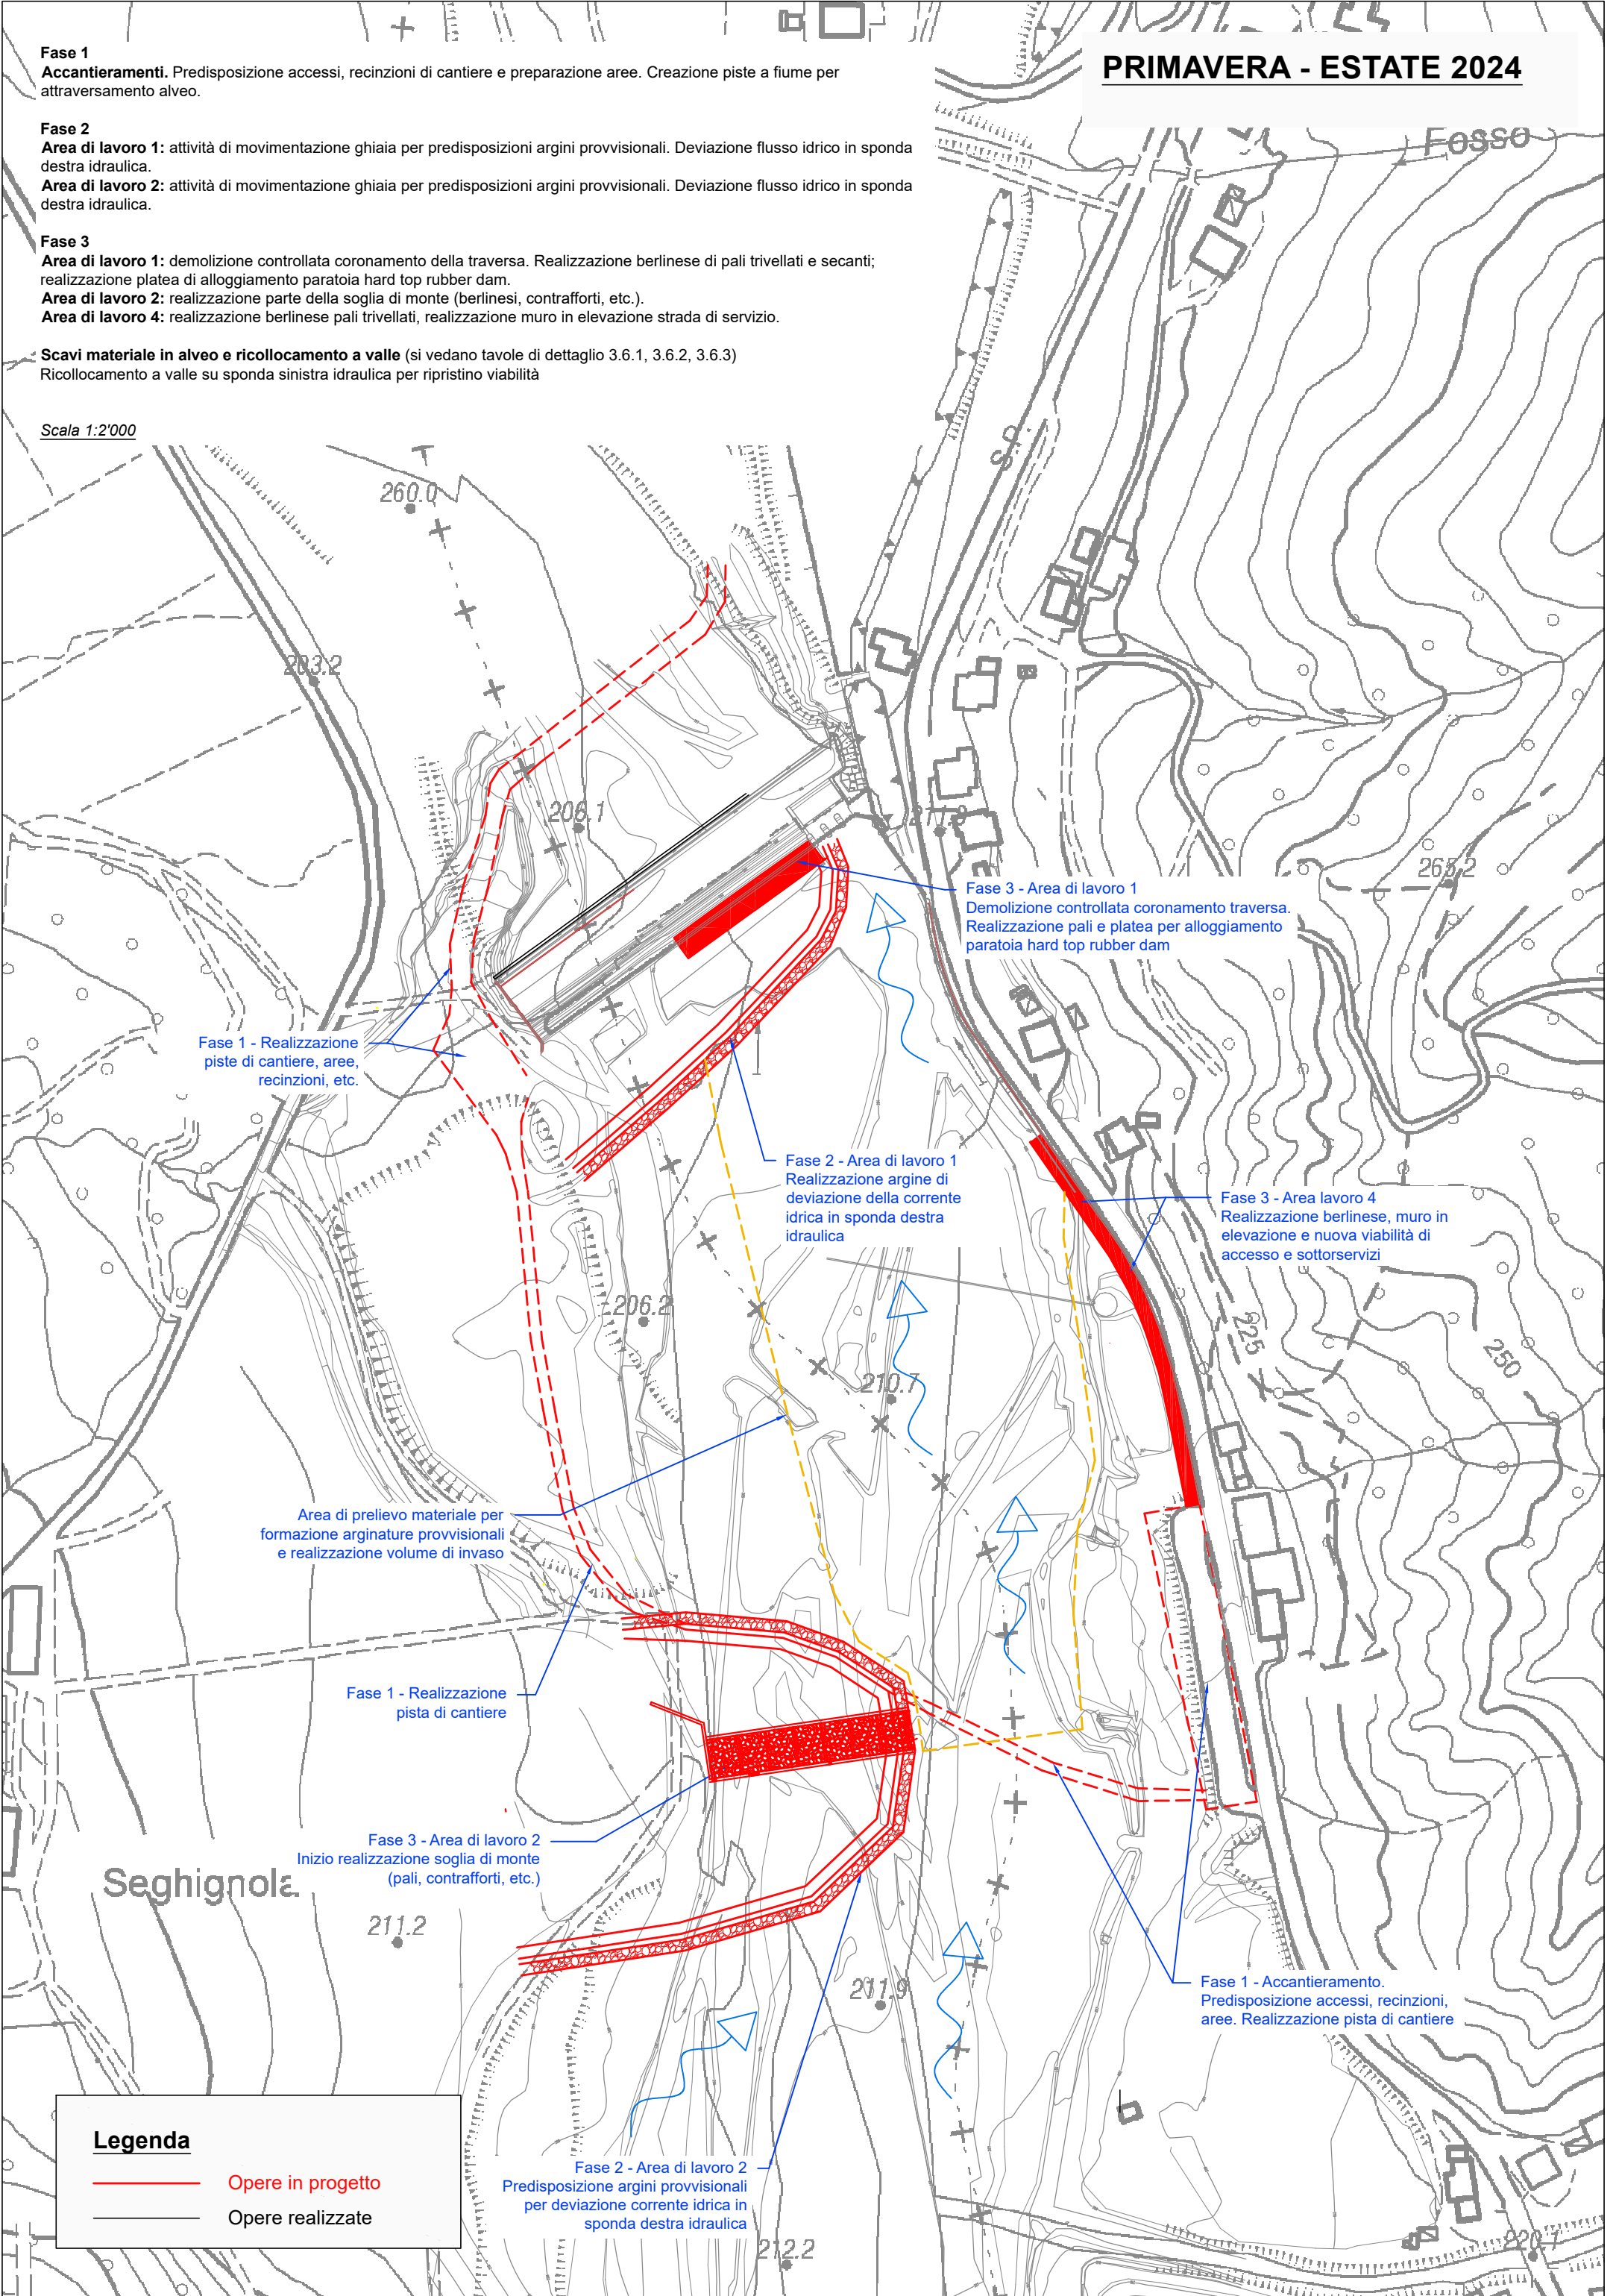 Fase 1
Accantieramenti. Predisposizione accessi, recinzioni di cantiere e preparazione aree. Creazione piste a fiume per
attraversamento alveo.
Fase 2
Area di lavoro 1: attività di movimentazione ghiaia per predisposizioni argini provvisionali. Deviazione flusso idrico in sponda
destra idraulica.
Area di lavoro 2: attività di movimentazione ghiaia per predisposizioni argini provvisionali. Deviazione flusso idrico in sponda
destra idraulica.
Fase 3
Area di lavoro 1: demolizione controllata coronamento della traversa. Realizzazione berlinese di pali trivellati e secanti;
realizzazione platea di alloggiamento paratoia hard top rubber dam.
Area di lavoro 2: realizzazione parte della soglia di monte (berlinesi, contrafforti, etc.).
Area di lavoro 4: realizzazione berlinese pali trivellati, realizzazione muro in elevazione strada di servizio.
Scavi materiale in alveo e ricollocamento a valle (si vedano tavole di dettaglio 3.6.1, 3.6.2, 3.6.3)
Ricollocamento a valle su sponda sinistra idraulica per ripristino viabilità
Scala 1:2'000
PRIMAVERA - ESTATE 2024
Fosso
S.P.
260.0
203.2
206.1
211.8
265.2
Fase 3 - Area di lavoro 1
Demolizione controllata coronamento traversa.
Realizzazione pali e platea per alloggiamento
paratoia hard top rubber dam
Fase 1 - Realizzazione
piste di cantiere, aree,
recinzioni, etc.
Fase 2 - Area di lavoro 1
Realizzazione argine di
deviazione della corrente
idrica in sponda destra
idraulica
Fase 3 - Area lavoro 4
Realizzazione berlinese, muro in
elevazione e nuova viabilità di
accesso e sottorservizi
206.2
225
250
210.7
Area di prelievo materiale per
formazione arginature provvisionali
e realizzazione volume di invaso
Fase 1 - Realizzazione
pista di cantiere
Fase 3 - Area di lavoro 2
Inizio realizzazione soglia di monte
(pali, contrafforti, etc.)
Seghignola
211.2
211.9
Fase 1 - Accantieramento.
Predisposizione accessi, recinzioni,
aree. Realizzazione pista di cantiere
Legenda
Opere in progetto
Opere realizzate
Fase 2 - Area di lavoro 2
Predisposizione argini provvisionali
per deviazione corrente idrica in
sponda destra idraulica
212.2
220.1